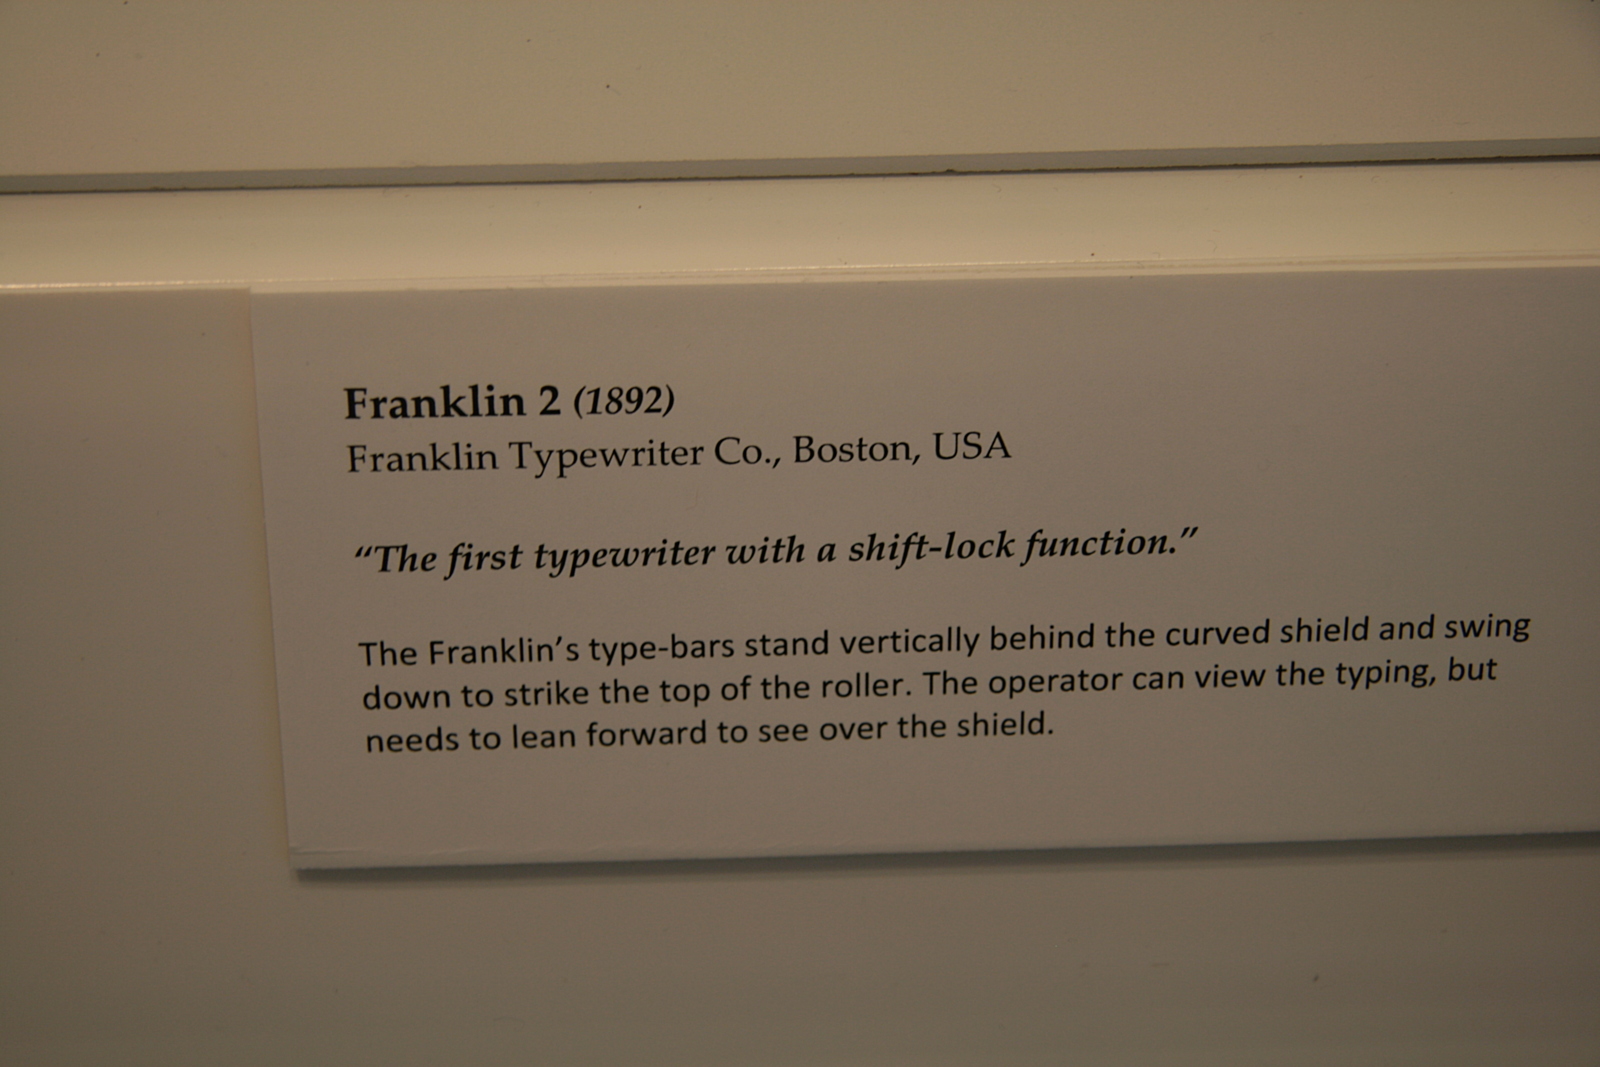 Franklin 2 (1892)
Franklin Typewriter Co., Boston, USA
“The first typewriter with a shift-lock function.”
The Franklin’s type-bars stand vertically behind the curved shield and swing
down to strike the top of the roller. The operator can view the typing, but
needs to lean forward to see over the shield.